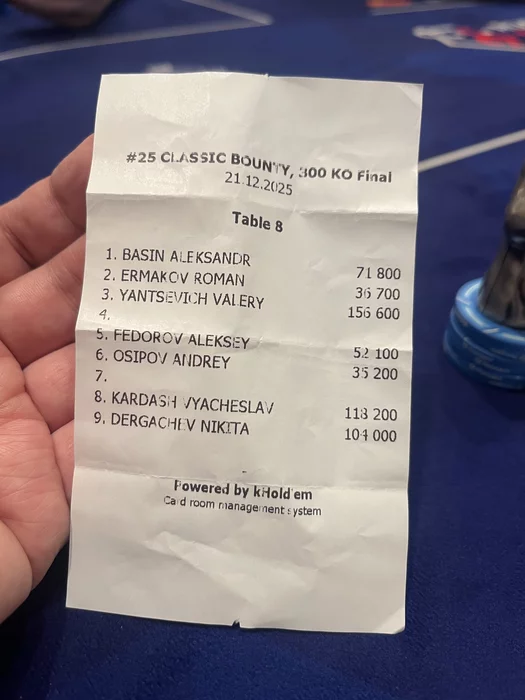 #25 CLASSIC BOUNTY, 300 KO Final
21.12.2025
Table 8
1. BASIN ALEKSANDR 71 800
2. ERMAKOV ROMAN 36 700
3. YANTSEVICH VALERY 156 600
4.
5. FEDOROV ALEKSEY 52 100
6. OSIPOV ANDREY 35 200
7.
8. KARDASH VYACHESLAV 118 200
9. DERGACHEV NIKITA 104 000
Powered by kHold'em
Card room management system